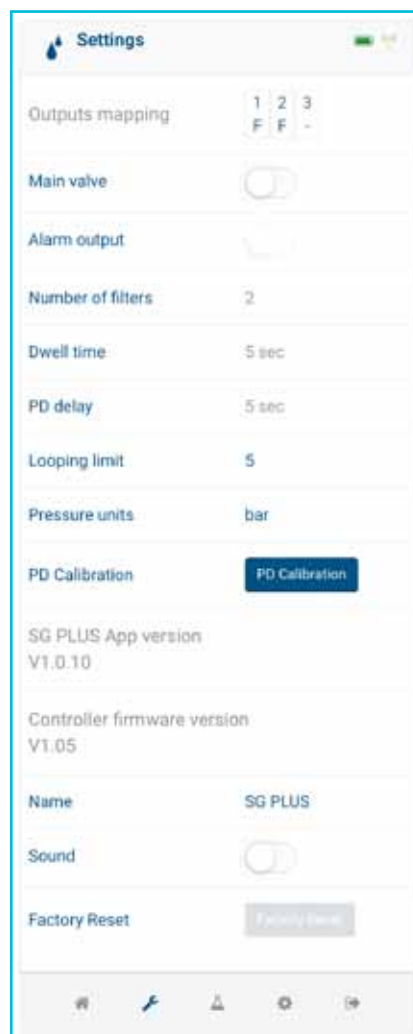 Settings
Outputs mapping
1 2 3
F F -
Main valve
Alarm output
Number of filters 2
Dwell time 5 sec
PD delay 5 sec
Looping limit 5
Pressure units bar
PD Calibration PD Calibration
SG PLUS App version
V1.0.10
Controller firmware version
V1.05
Name SG PLUS
Sound
Factory Reset Factory Reset